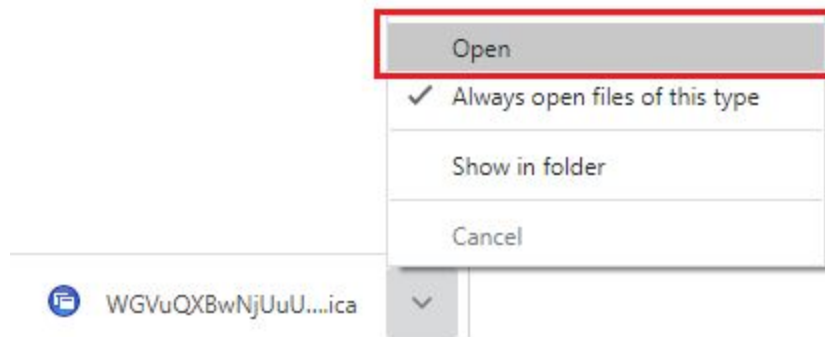 Open
Always open files of this type
Show in folder
Cancel
WGVuQXBwNjUuU....ica